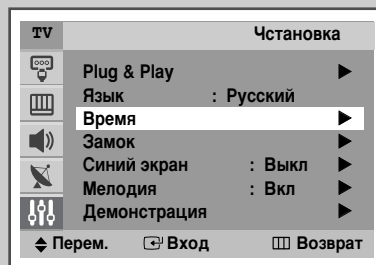 TV Чстановка
Plug & Play
Язык : Русский
Время
Замок
Синий экран : Выкл
Мелодия : Вкл
Демонстрация
Перем. Вход Возврат